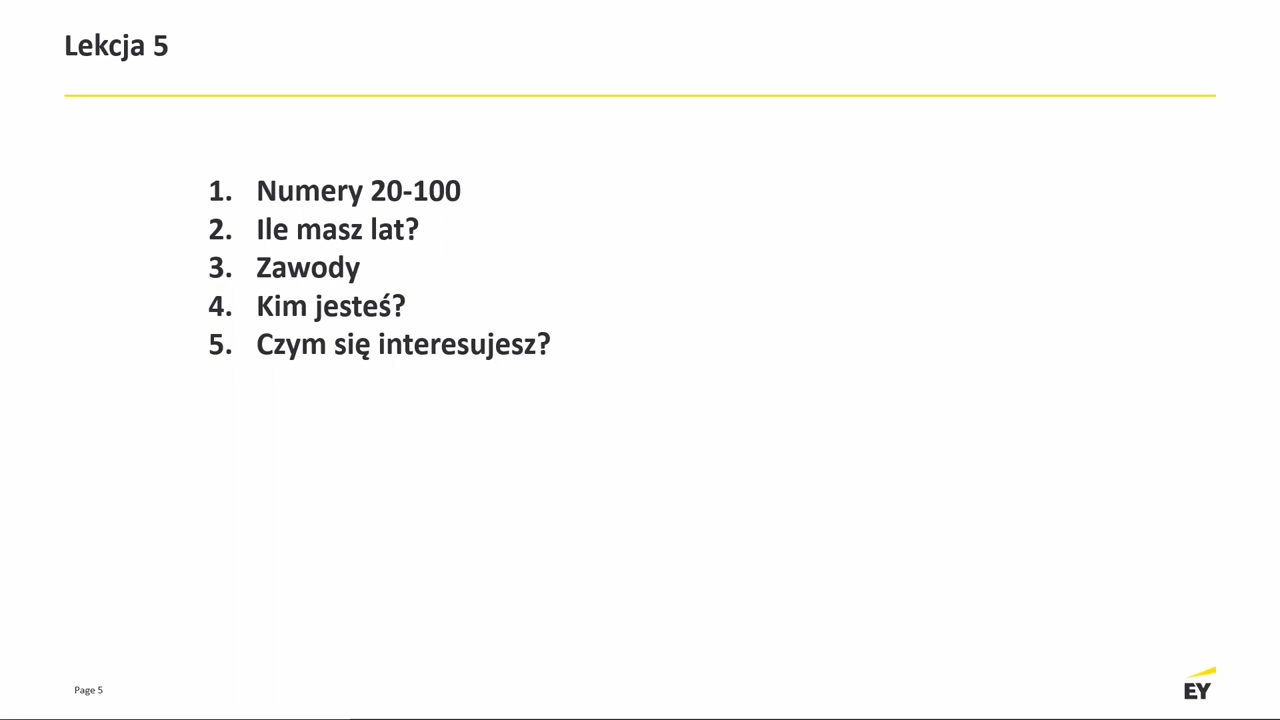 Lekcja 5
1. Numery 20-100
2. Ile masz lat?
3. Zawody
4. Kim jesteś?
5. Czym się interesujesz?
Page 5
EY